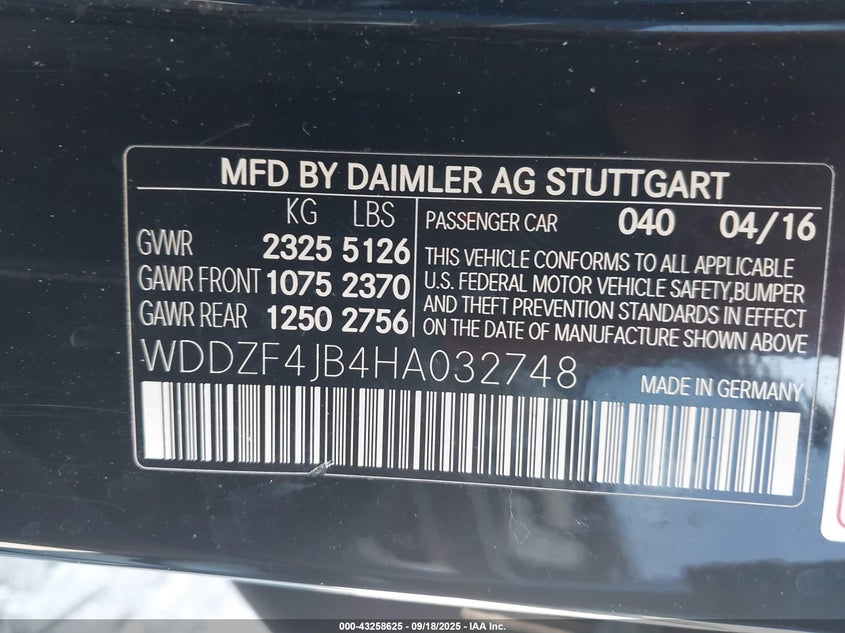 MFD BY DAIMLER AG STUTTGART
KG LBS
GVWR 2325 5126
GAWR FRONT 1075 2370
GAWR REAR 1250 2756
PASSENGER CAR 040 04/16
THIS VEHICLE CONFORMS TO ALL APPLICABLE
U.S. FEDERAL MOTOR VEHICLE SAFETY,BUMPER
AND THEFT PREVENTION STANDARDS IN EFFECT
ON THE DATE OF MANUFACTURE SHOWN ABOVE
WDDZF4JB4HA032748
MADE IN GERMANY
000-43258625 - 09/18/2025 - IAA Inc.